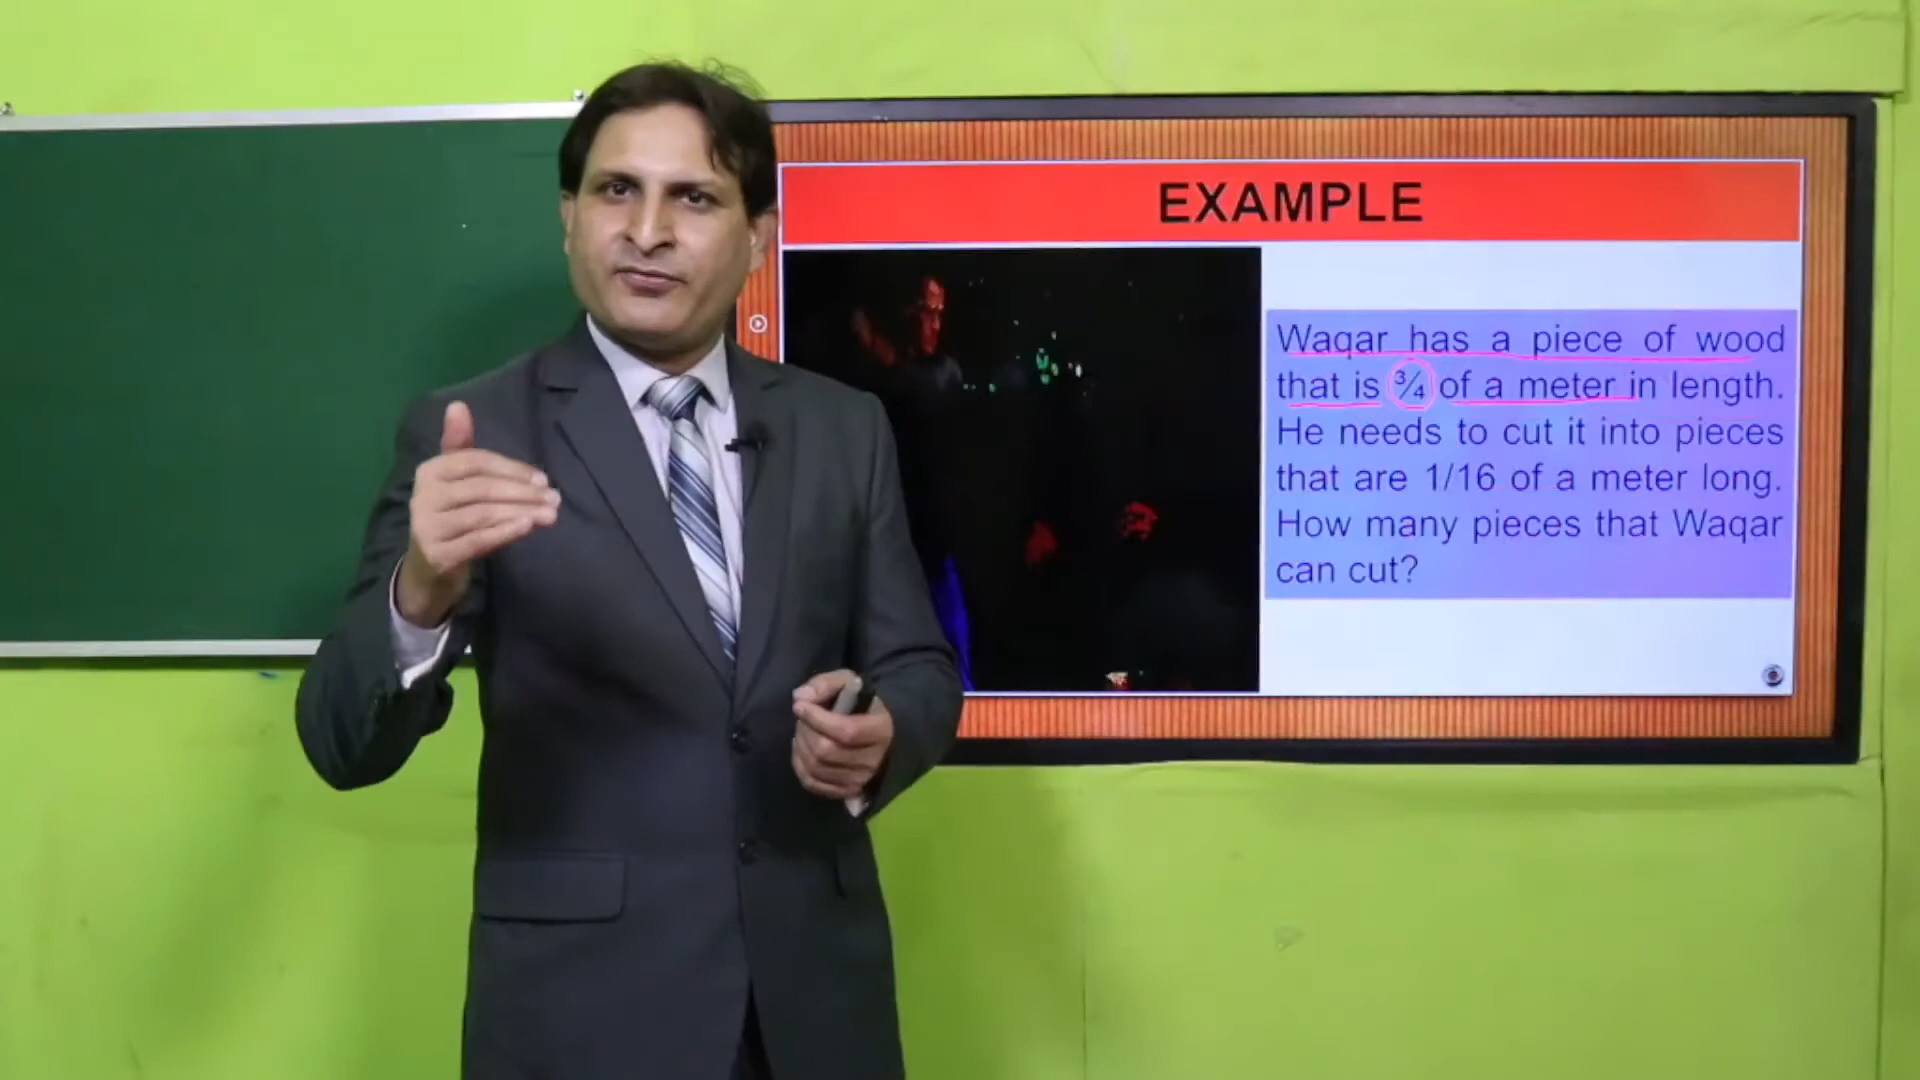 EXAMPLE
Waqar has a piece of wood
that is ¾ of a meter in length.
He needs to cut it into pieces
that are 1/16 of a meter long.
How many pieces that Waqar
can cut?